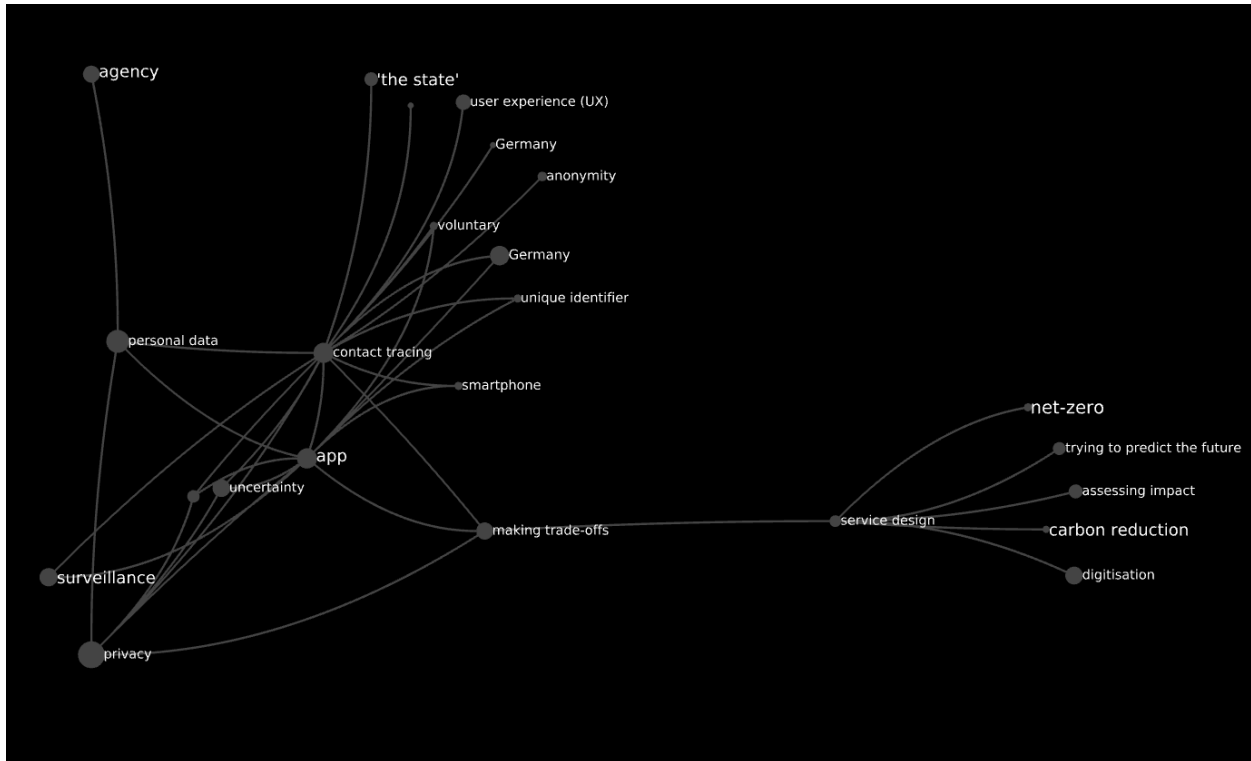 agency
'the state'
user experience (UX)
Germany
anonymity
voluntary
Germany
unique identifier
personal data
contact tracing
smartphone
net-zero
trying to predict the future
app
uncertainty
assessing impact
service design
making trade-offs
carbon reduction
surveillance
digitisation
privacy